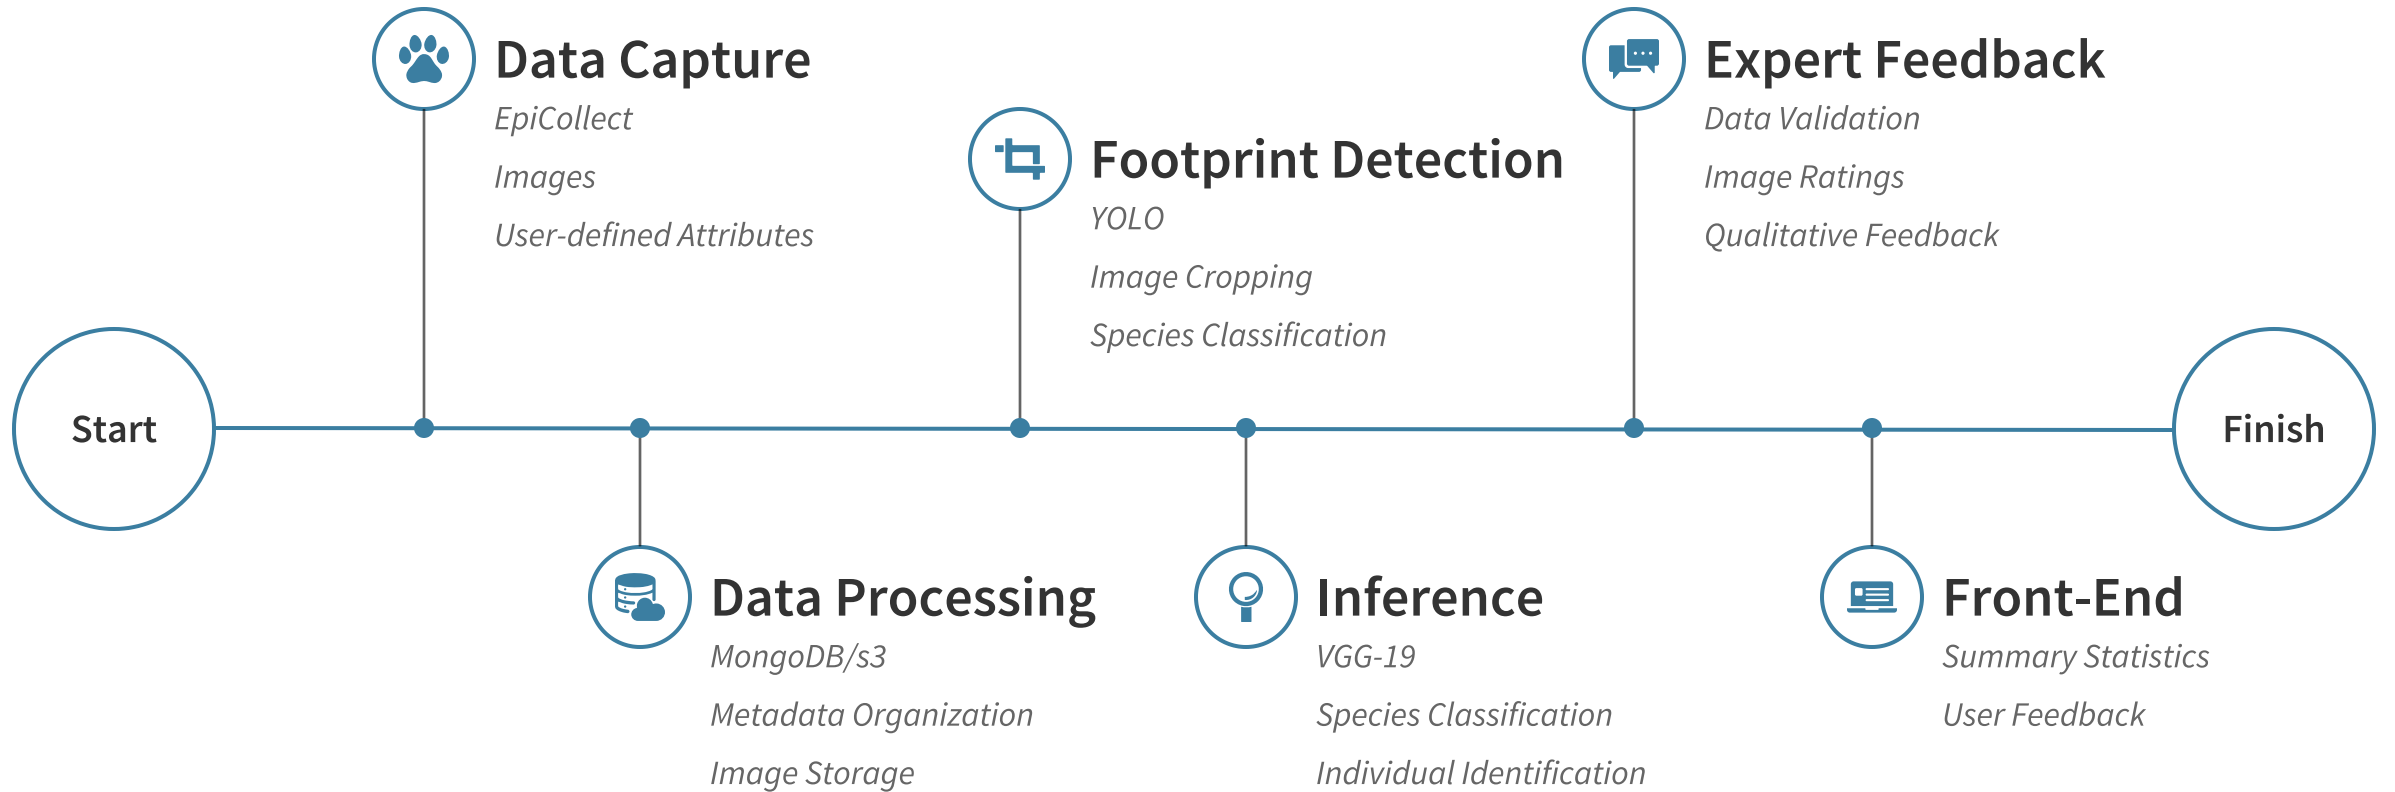 Start
Data Capture
EpiCollect
Images
User-defined Attributes
Data Processing
MongoDB/s3
Metadata Organization
Image Storage
Footprint Detection
YOLO
Image Cropping
Species Classification
Inference
VGG-19
Species Classification
Individual Identification
Expert Feedback
Data Validation
Image Ratings
Qualitative Feedback
Front-End
Summary Statistics
User Feedback
Finish